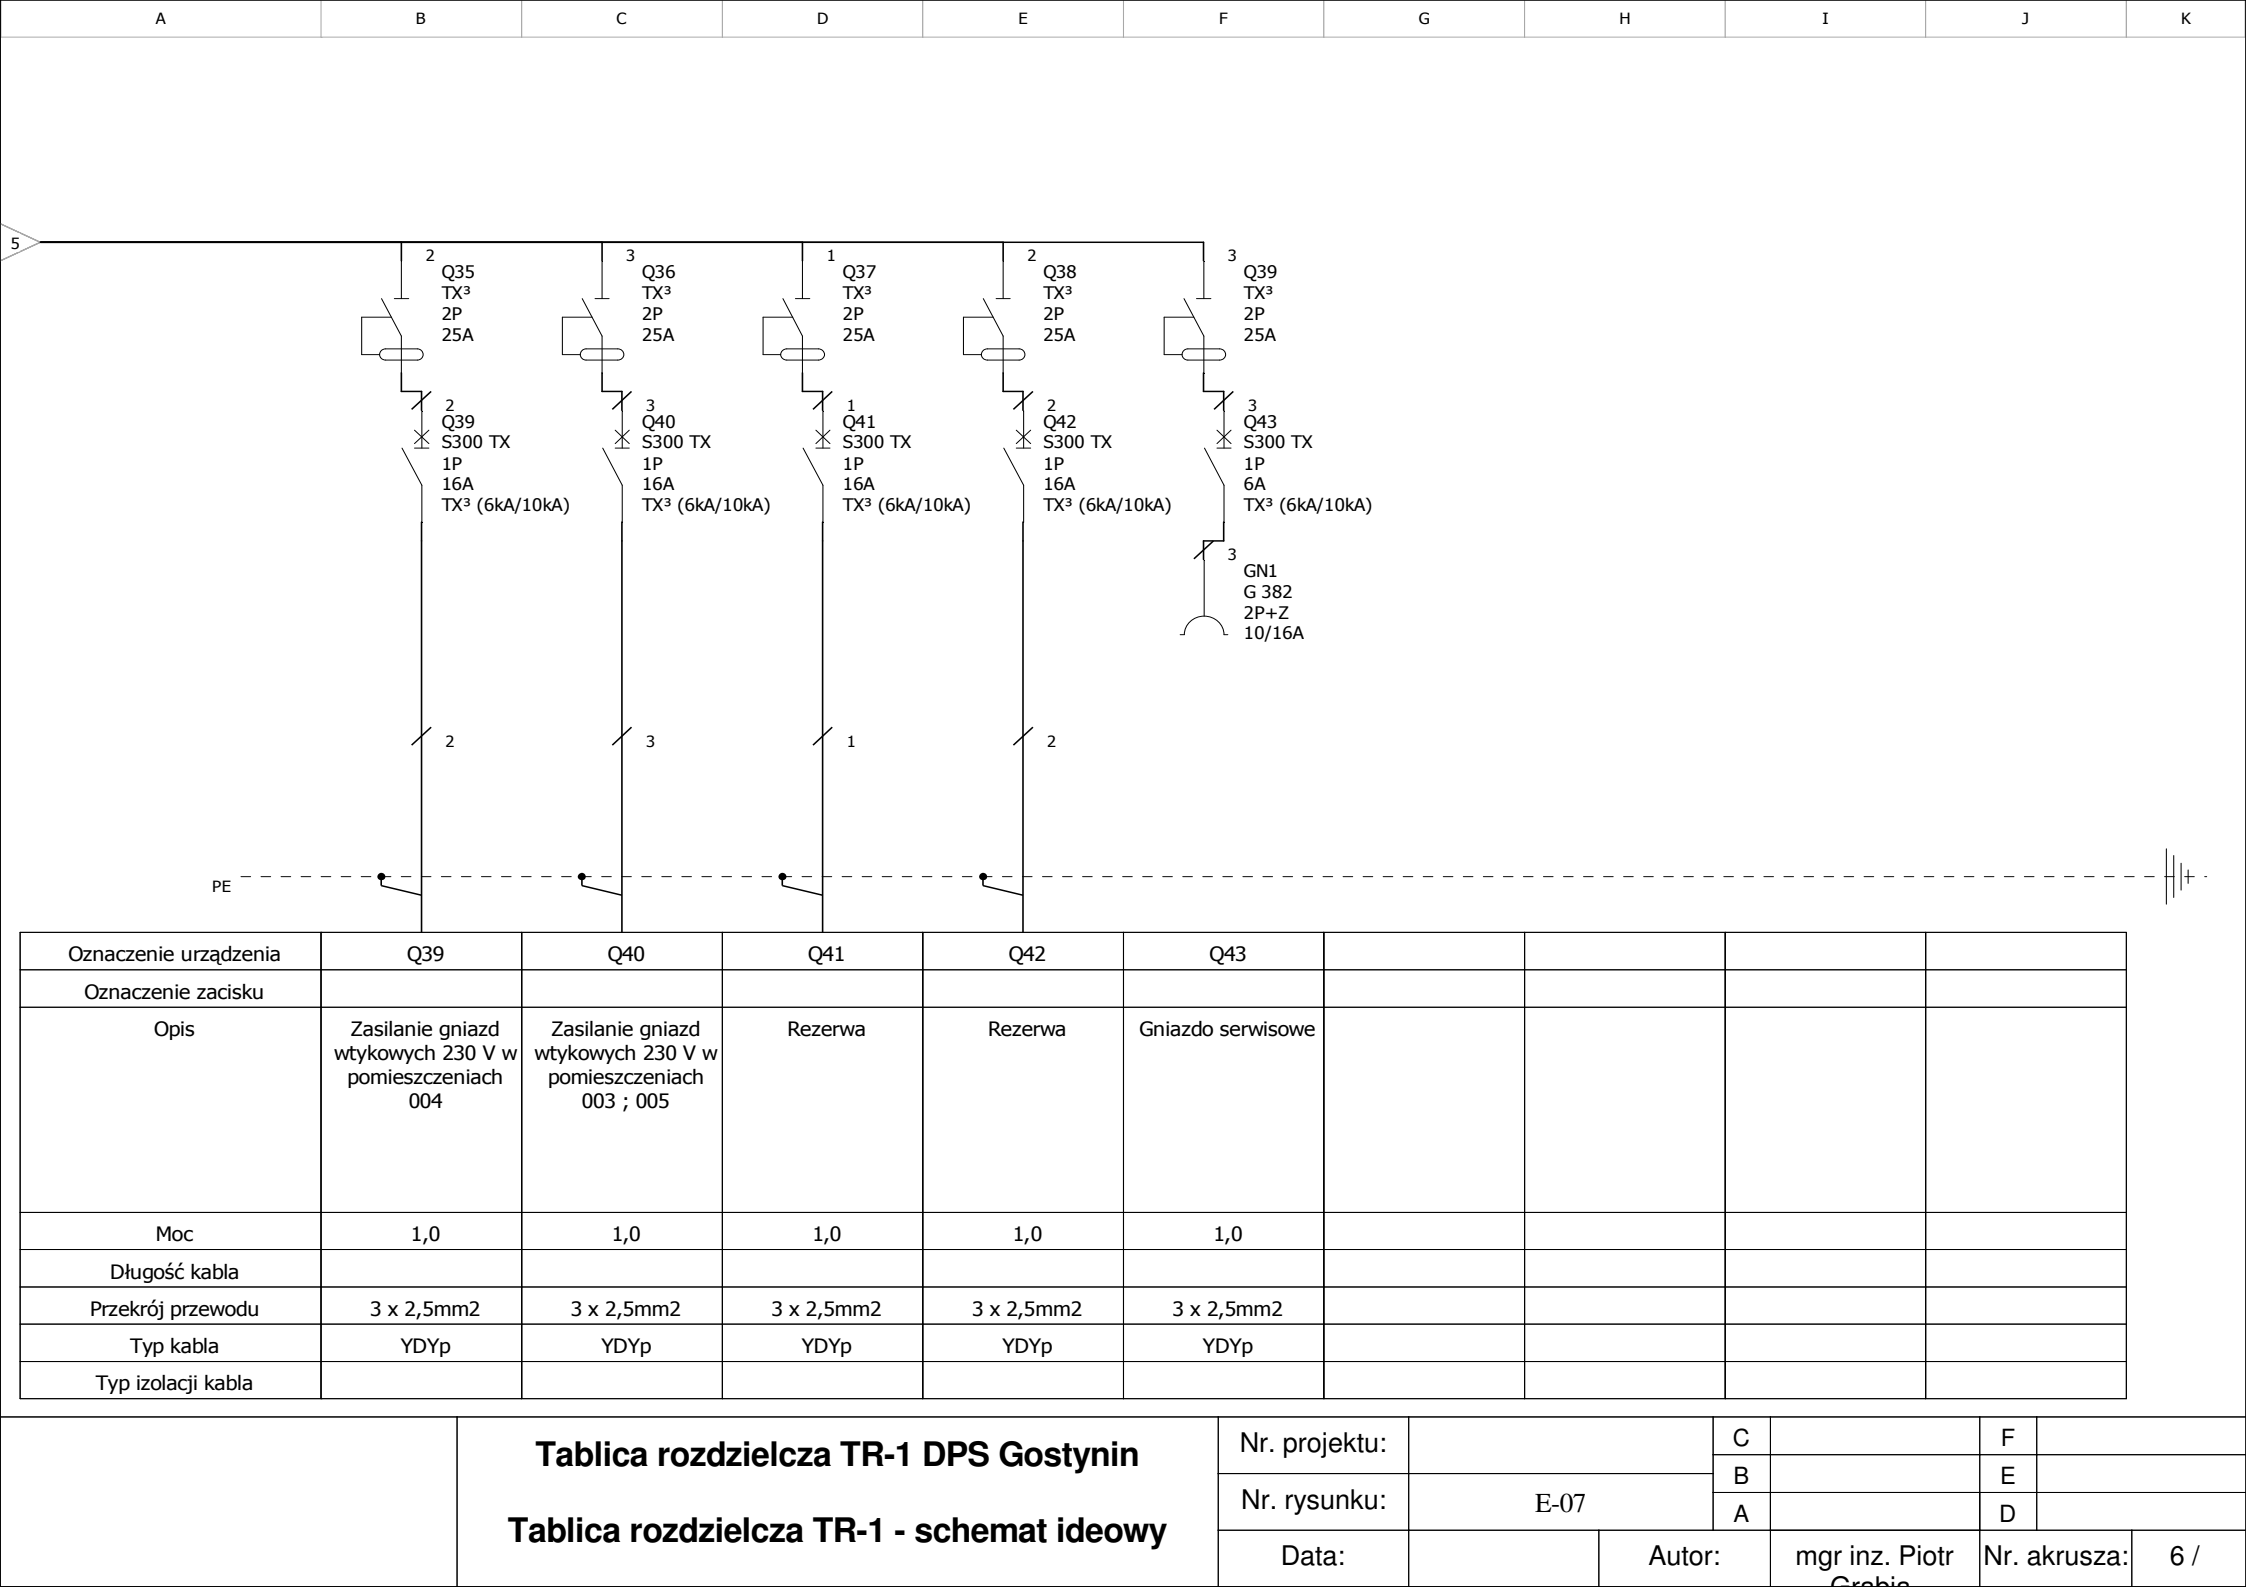 A B C D E F G H I J K
5
2
Q35
TX³
2P
25A
3
Q36
TX³
2P
25A
1
Q37
TX³
2P
25A
2
Q38
TX³
2P
25A
3
Q39
TX³
2P
25A
2
Q39
S300 TX
1P
16A
TX³ (6kA/10kA)
3
Q40
S300 TX
1P
16A
TX³ (6kA/10kA)
1
Q41
S300 TX
1P
16A
TX³ (6kA/10kA)
2
Q42
S300 TX
1P
16A
TX³ (6kA/10kA)
3
Q43
S300 TX
1P
6A
TX³ (6kA/10kA)
3
GN1
G 382
2P+Z
10/16A
2 3 1 2
PE
Oznaczenie urządzenia Q39 Q40 Q41 Q42 Q43
Oznaczenie zacisku
Opis
Zasilanie gniazd
wtykowych 230 V w
pomieszczeniach
004
Zasilanie gniazd
wtykowych 230 V w
pomieszczeniach
003 ; 005
Rezerwa
Rezerwa
Gniazdo serwisowe
Moc 1,0 1,0 1,0 1,0 1,0
Długość kabla
Przekrój przewodu 3 x 2,5mm2 3 x 2,5mm2 3 x 2,5mm2 3 x 2,5mm2 3 x 2,5mm2
Typ kabla YDYp YDYp YDYp YDYp YDYp
Typ izolacji kabla
Tablica rozdzielcza TR-1 DPS Gostynin
Tablica rozdzielcza TR-1 - schemat ideowy
Nr. projektu:
Nr. rysunku: E-07
C F
B E
A D
Data:
Autor: mgr inz. Piotr
Nr. akrusza: 6 /